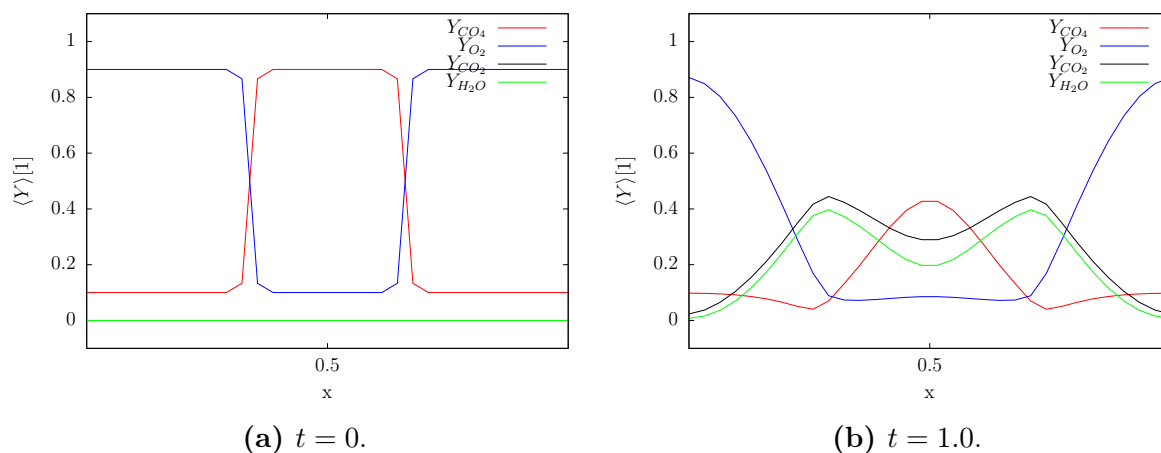 1
0.8
0.6
0.4
0.2
0
⟨Y⟩[1]
0.5
x
Y_{CO_4}
Y_{O_2}
Y_{CO_2}
Y_{H_2O}
(a) t = 0.
1
0.8
0.6
0.4
0.2
0
⟨Y⟩[1]
0.5
x
Y_{CO_4}
Y_{O_2}
Y_{CO_2}
Y_{H_2O}
(b) t = 1.0.